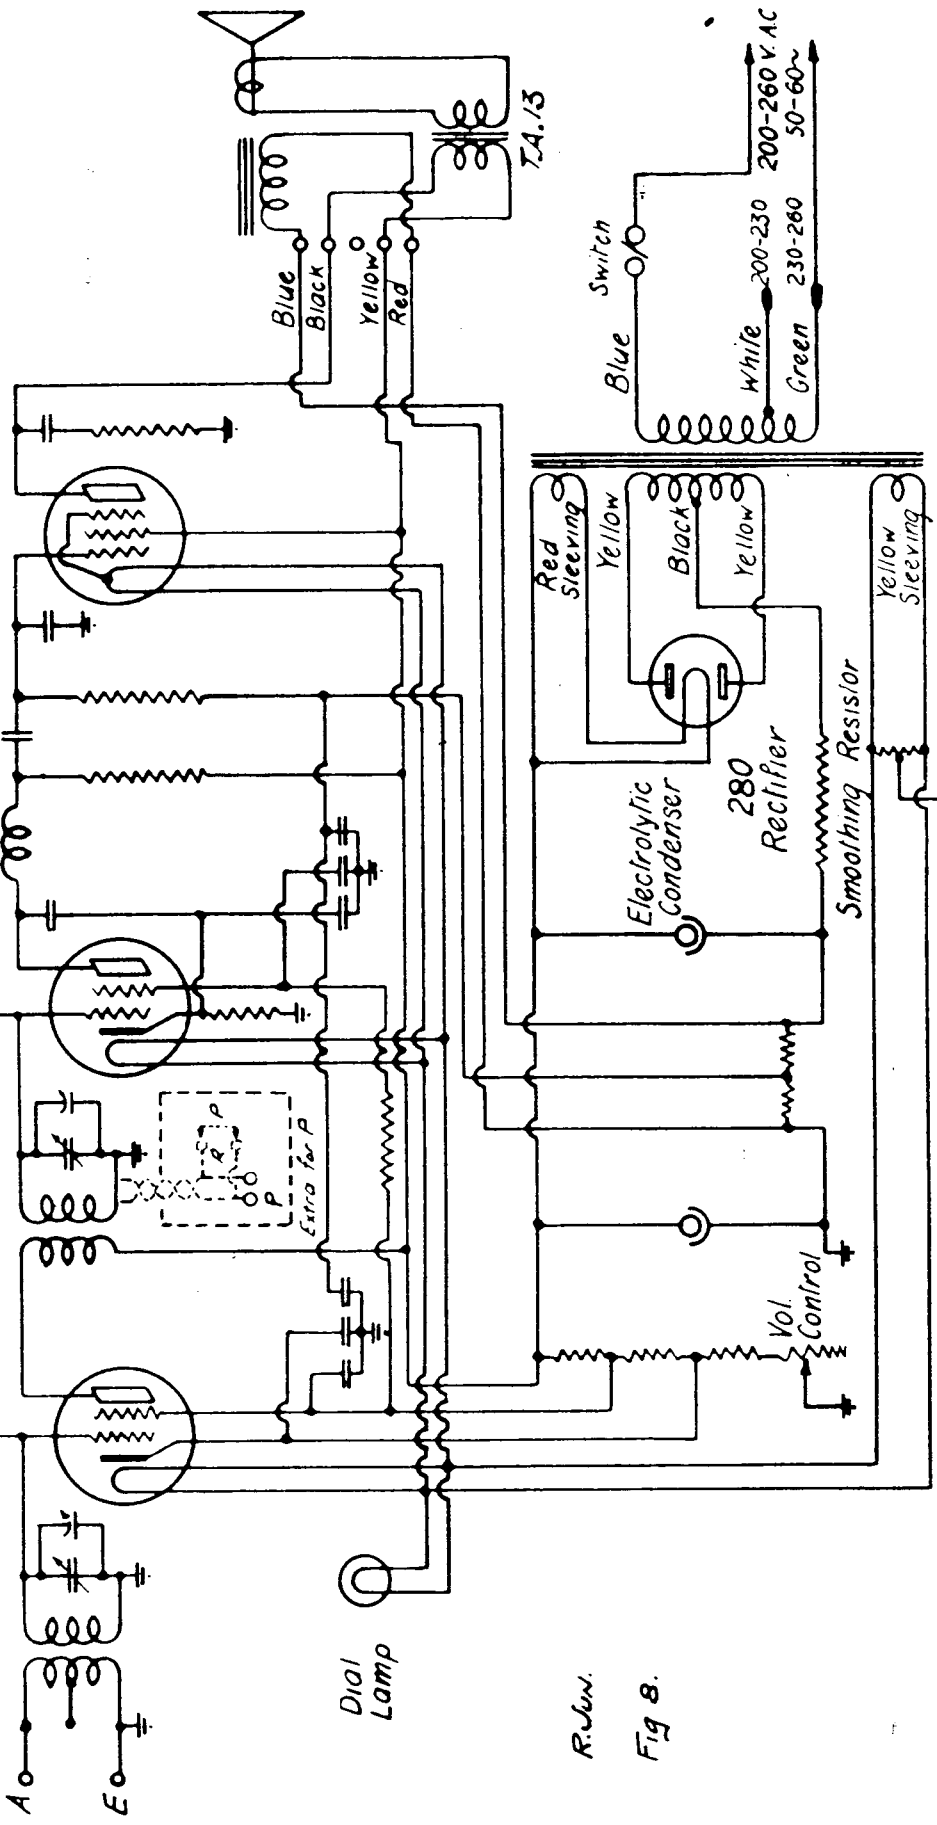 A
E
Dial
Lamp
R.Jun.
Fig 8.
Extra for P
P
R
P
Vol.
Control
Electrolytic
Condenser
280
Rectifier
Smoothing Resistor
Red
Sleeving
Yellow
Black
Yellow
Yellow
Sleeving
Blue
Black
Yellow
Red
T.A.13
Blue
Switch
White
200-230
Green
230-260
200-260 V. A.C
50-60~